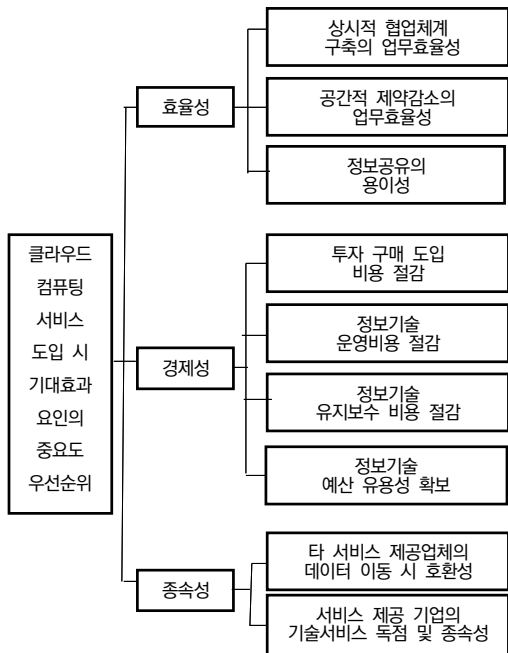 클라우드
컴퓨팅
서비스
도입 시
기대효과
요인의
중요도
우선순위
효율성
상시적 협업체계
구축의 업무효율성
공간적 제약감소의
업무효율성
정보공유의
용이성
경제성
투자 구매 도입
비용 절감
정보기술
운영비용 절감
정보기술
유지보수 비용 절감
정보기술
예산 유용성 확보
종속성
타 서비스 제공업체의
데이터 이동 시 호환성
서비스 제공 기업의
기술서비스 독점 및 종속성